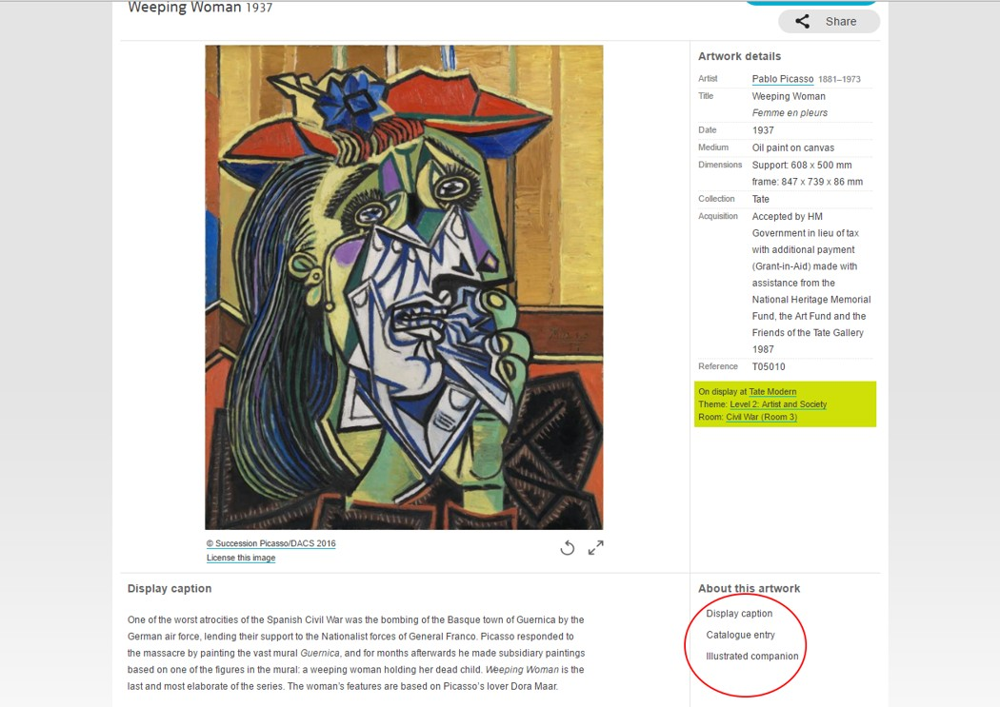 Weeping Woman 1937
Share
Artwork details
Artist Pablo Picasso 1881–1973
Title Weeping Woman
Femme en pleurs
Date 1937
Medium Oil paint on canvas
Dimensions Support: 608 x 500 mm
frame: 847 x 739 x 86 mm
Collection Tate
Acquisition Accepted by HM
Government in lieu of tax
with additional payment
(Grant-in-Aid) made with
assistance from the
National Heritage Memorial
Fund, the Art Fund and the
Friends of the Tate Gallery
1987
Reference T05010
On display at Tate Modern
Theme: Level 2: Artist and Society
Room: Civil War (Room 3)
© Succession Picasso/DACS 2016
License this image
Display caption
One of the worst atrocities of the Spanish Civil War was the bombing of the Basque town of Guernica by the
German air force, lending their support to the Nationalist forces of General Franco. Picasso responded to
the massacre by painting the vast mural Guernica, and for months afterwards he made subsidiary paintings
based on one of the figures in the mural: a weeping woman holding her dead child. Weeping Woman is the
last and most elaborate of the series. The woman's features are based on Picasso's lover Dora Maar.
About this artwork
Display caption
Catalogue entry
Illustrated companion